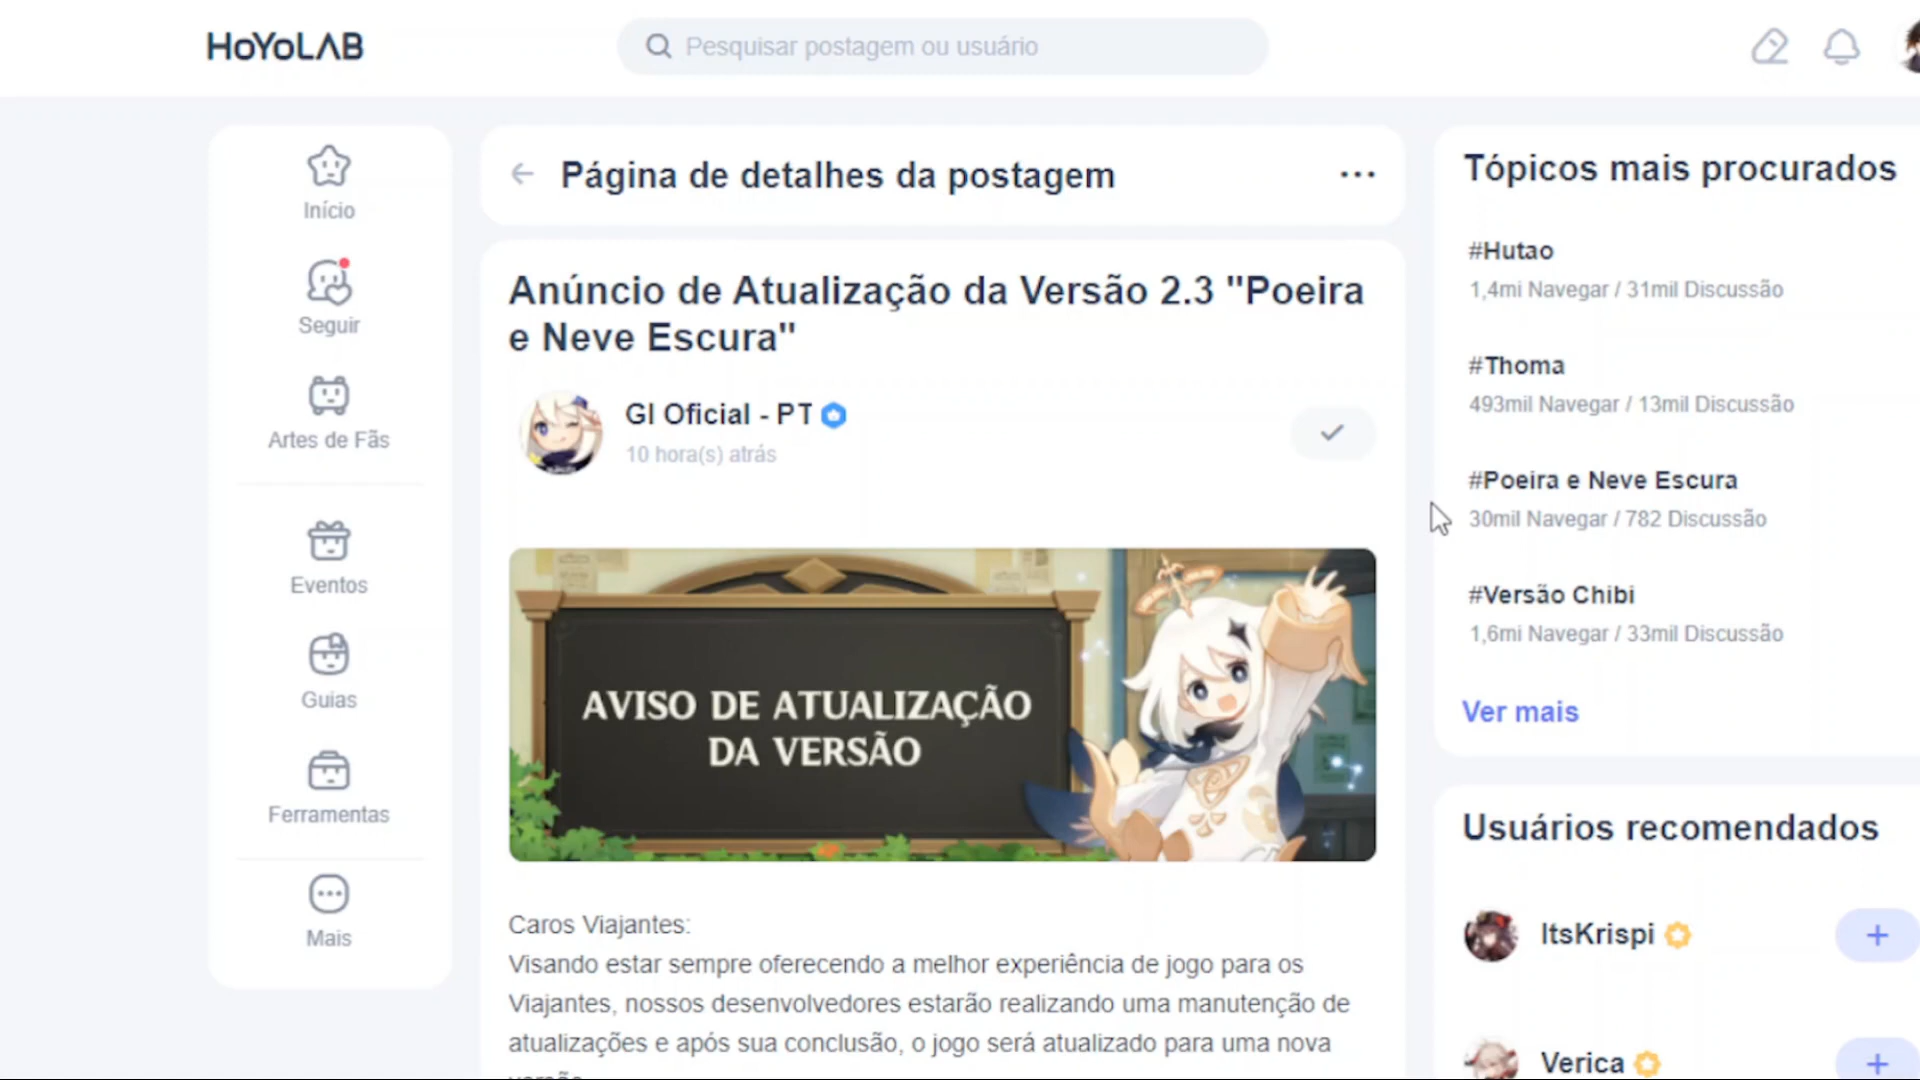 HoYoLAB
Pesquisar postagem ou usuário
Início
Seguir
Artes de Fãs
Eventos
Guias
Ferramentas
Mais
Página de detalhes da postagem
Anúncio de Atualização da Versão 2.3 "Poeira
e Neve Escura"
GI Oficial - PT
10 hora(s) atrás
AVISO DE ATUALIZAÇÃO
DA VERSÃO
Caros Viajantes:
Visando estar sempre oferecendo a melhor experiência de jogo para os
Viajantes, nossos desenvolvedores estarão realizando uma manutenção de
atualizações e após sua conclusão, o jogo será atualizado para uma nova
Tópicos mais procurados
#Hutao
1,4mi Navegar / 31mil Discussão
#Thoma
493mil Navegar / 13mil Discussão
#Poeira e Neve Escura
30mil Navegar / 782 Discussão
#Versão Chibi
1,6mi Navegar / 33mil Discussão
Ver mais
Usuários recomendados
ItsKrispi
Verica